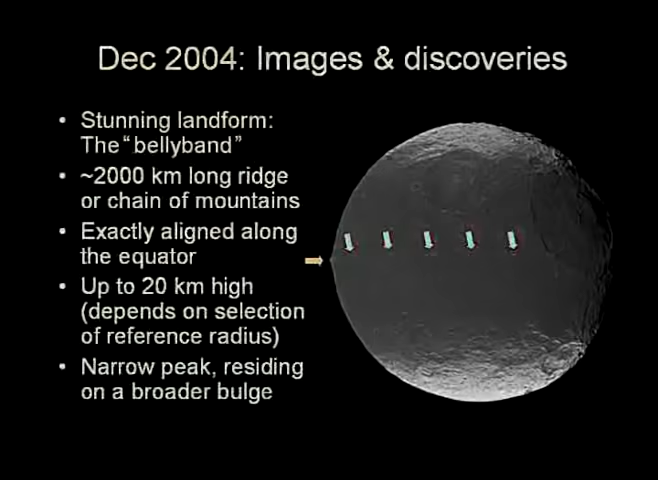 Dec 2004: Images & discoveries
• Stunning landform:
The “bellyband”
• ~2000 km long ridge
or chain of mountains
• Exactly aligned along
the equator
• Up to 20 km high
(depends on selection
of reference radius)
• Narrow peak, residing
on a broader bulge